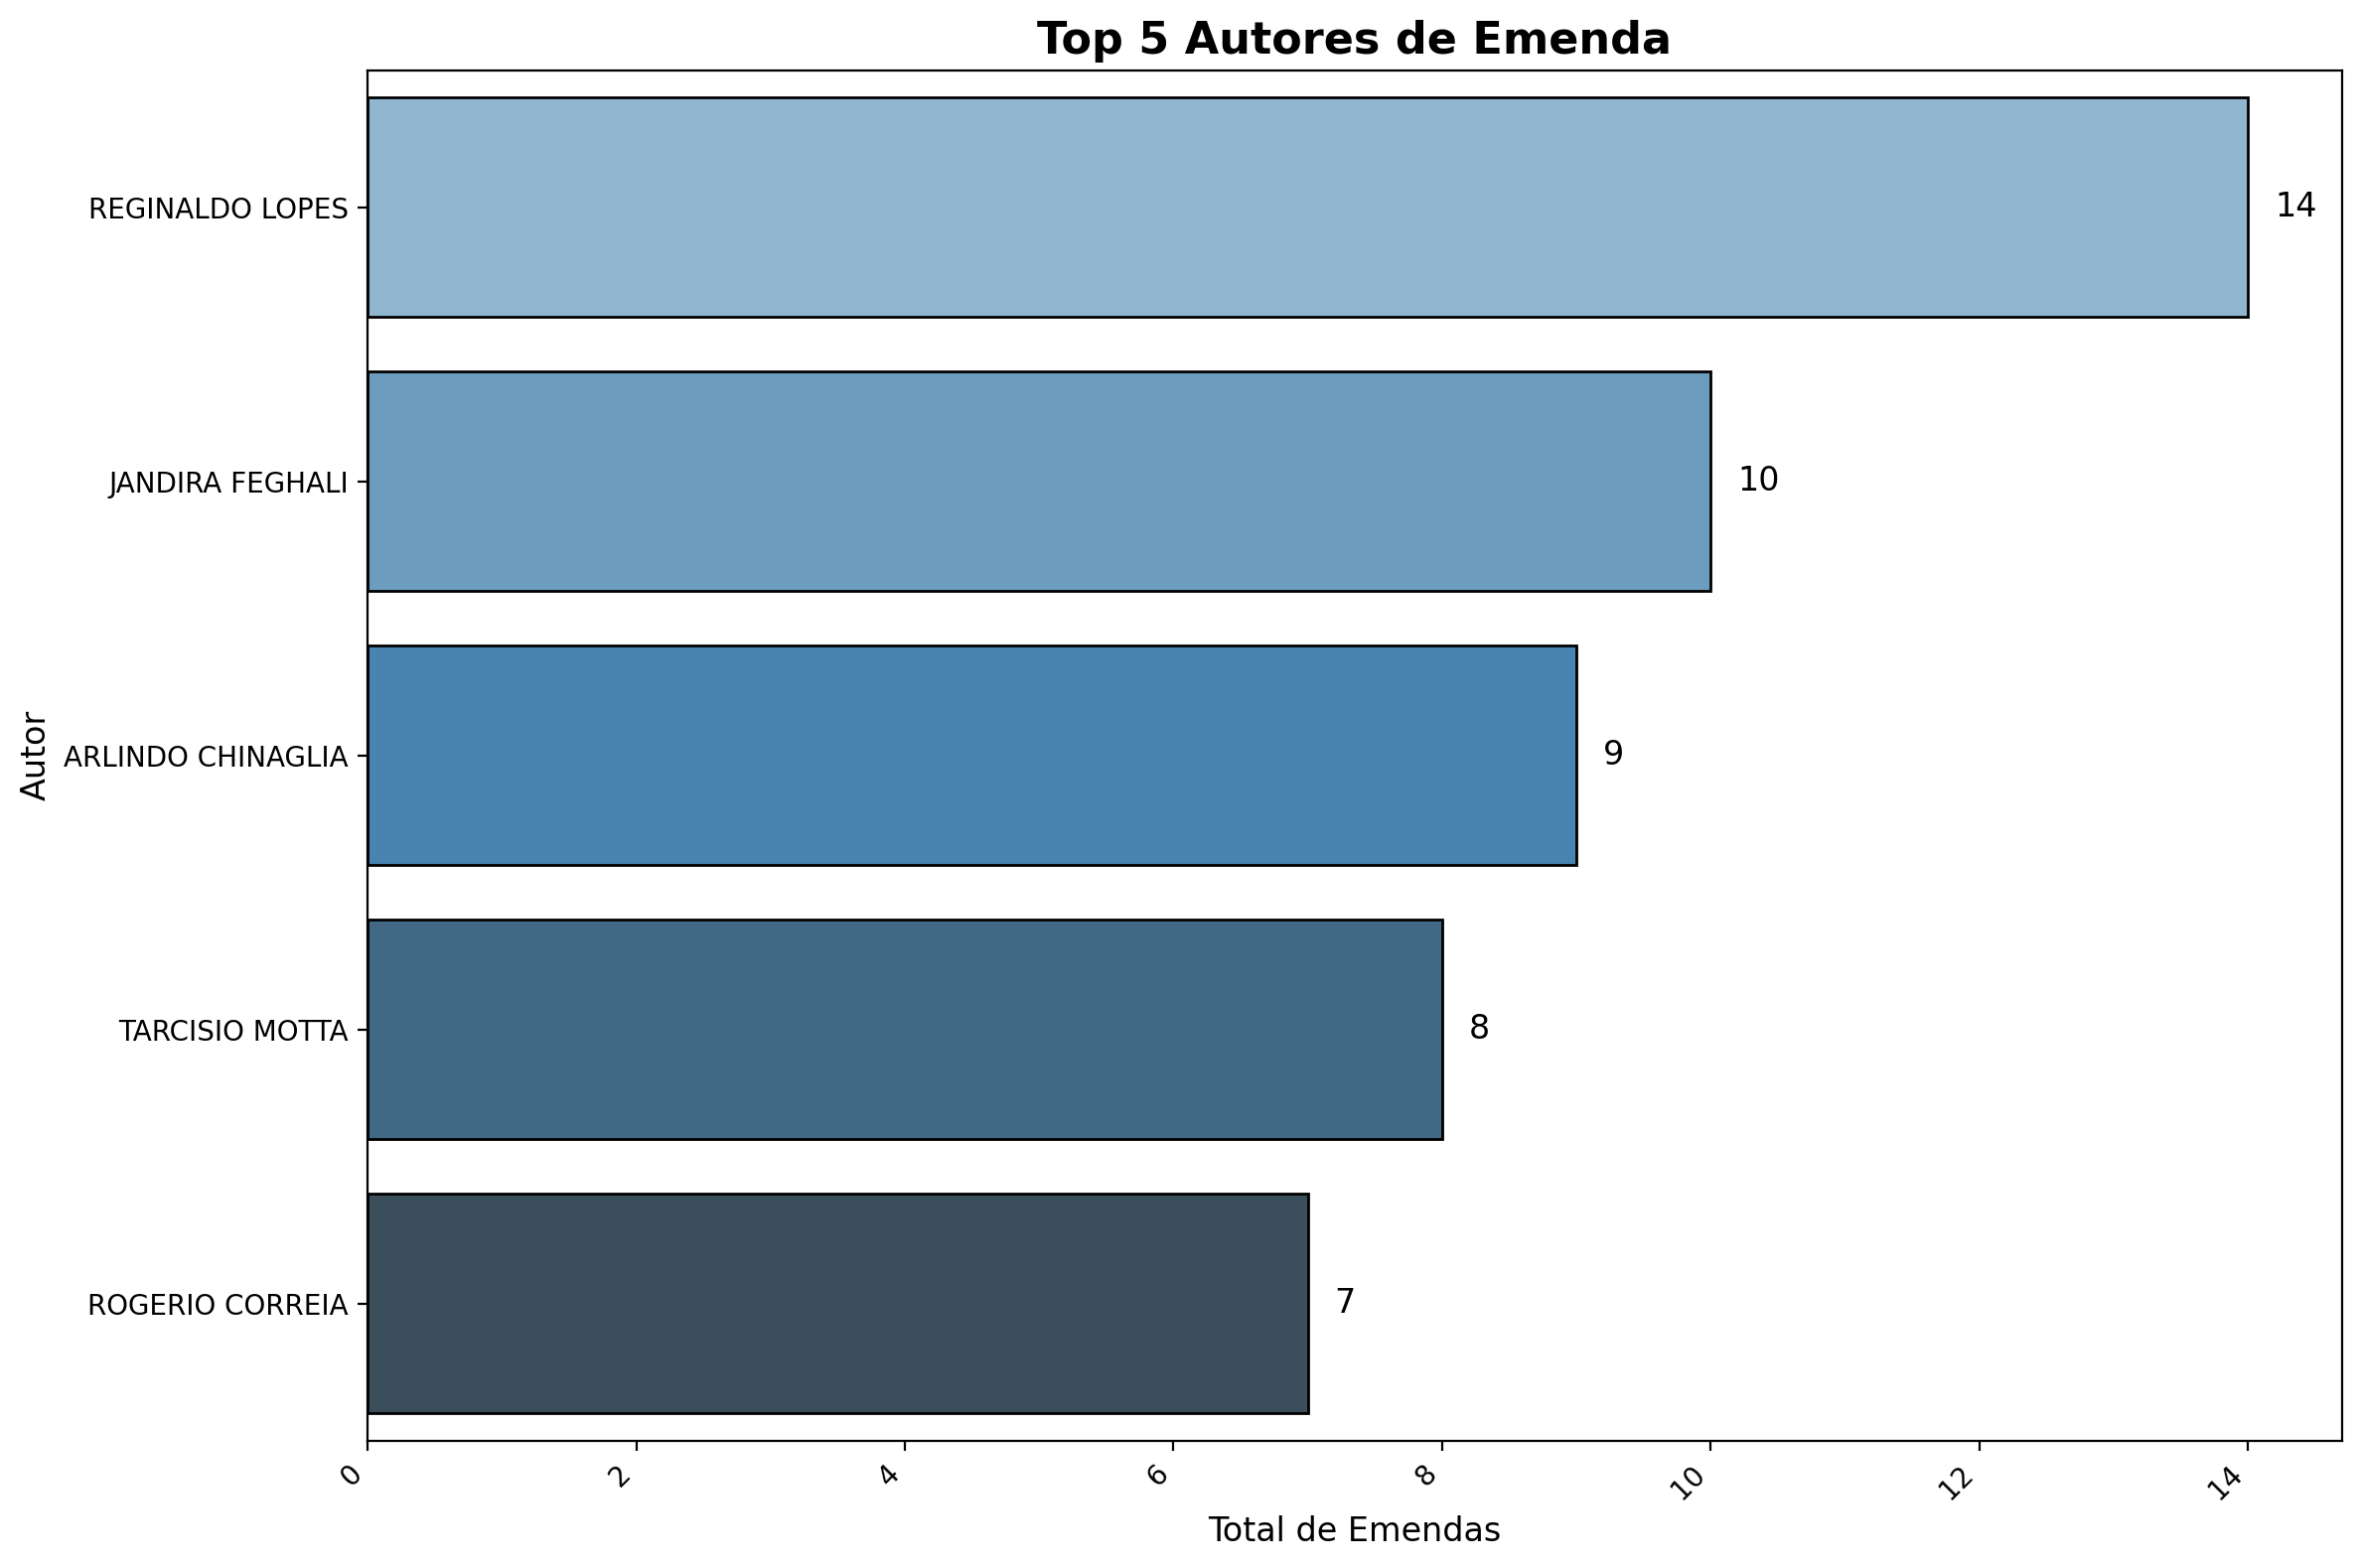 Top 5 Autores de Emenda
REGINALDO LOPES
14
JANDIRA FEGHALI
10
ARLINDO CHINAGLIA
9
TARCISIO MOTTA
8
ROGERIO CORREIA
7
Autor
0 2 4 6 8 10 12 14
Total de Emendas